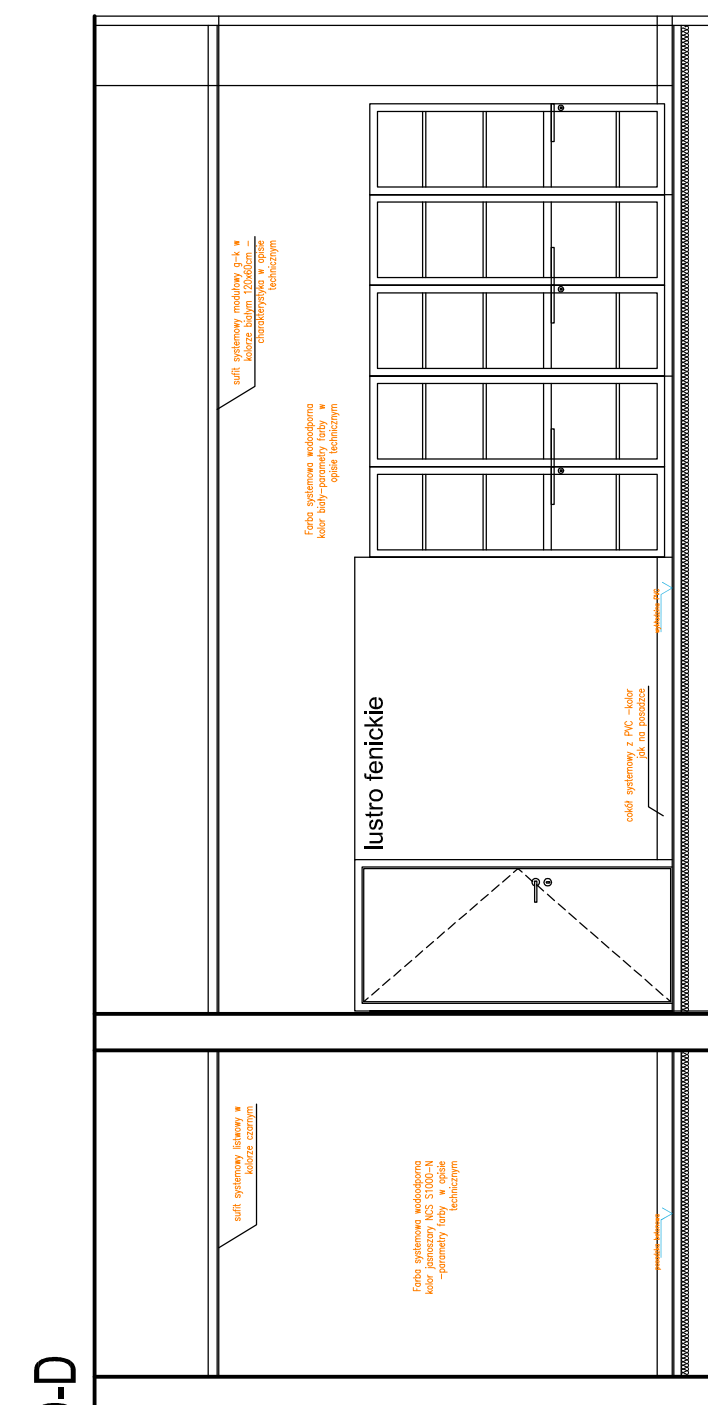 D-D
sufit systemowy listwowy w
kolorze czarnym
Farba systemowa wodoodporna
kolor jasnoszary NCS S1000-N
-parametry farby w opisie
technicznym
sufit systemowy modułowy g-k w
kolorze białym 120x60cm -
charakterystyka w opisie
technicznym
Farba systemowa wodoodporna
kolor biały-parametry farby w
opisie technicznym
lustro fenickie
cokół systemowy z PVC -kolor
jak na posadzce